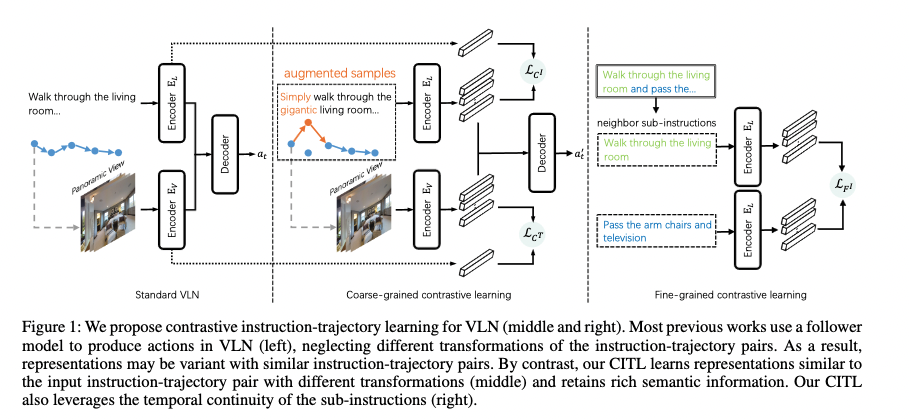 Walk through the living
room...
Panoramic View
Encoder E_L
Encoder E_V
Decoder
a_t
Standard VLN
augmented samples
Simply walk through the
gigantic living room...
Panoramic View
Encoder E_L
Encoder E_V
Decoder
a_t'
L_{C^I}
L_{C^T}
Coarse-grained contrastive learning
Walk through the living
room and pass the...
neighbor sub-instructions
Walk through the living
room
Pass the arm chairs and
television
Encoder E_L
Encoder E_L
L_{F^I}
Fine-grained contrastive learning
Figure 1: We propose contrastive instruction-trajectory learning for VLN (middle and right). Most previous works use a follower
model to produce actions in VLN (left), neglecting different transformations of the instruction-trajectory pairs. As a result,
representations may be variant with similar instruction-trajectory pairs. By contrast, our CITL learns representations similar to
the input instruction-trajectory pair with different transformations (middle) and retains rich semantic information. Our CITL
also leverages the temporal continuity of the sub-instructions (right).